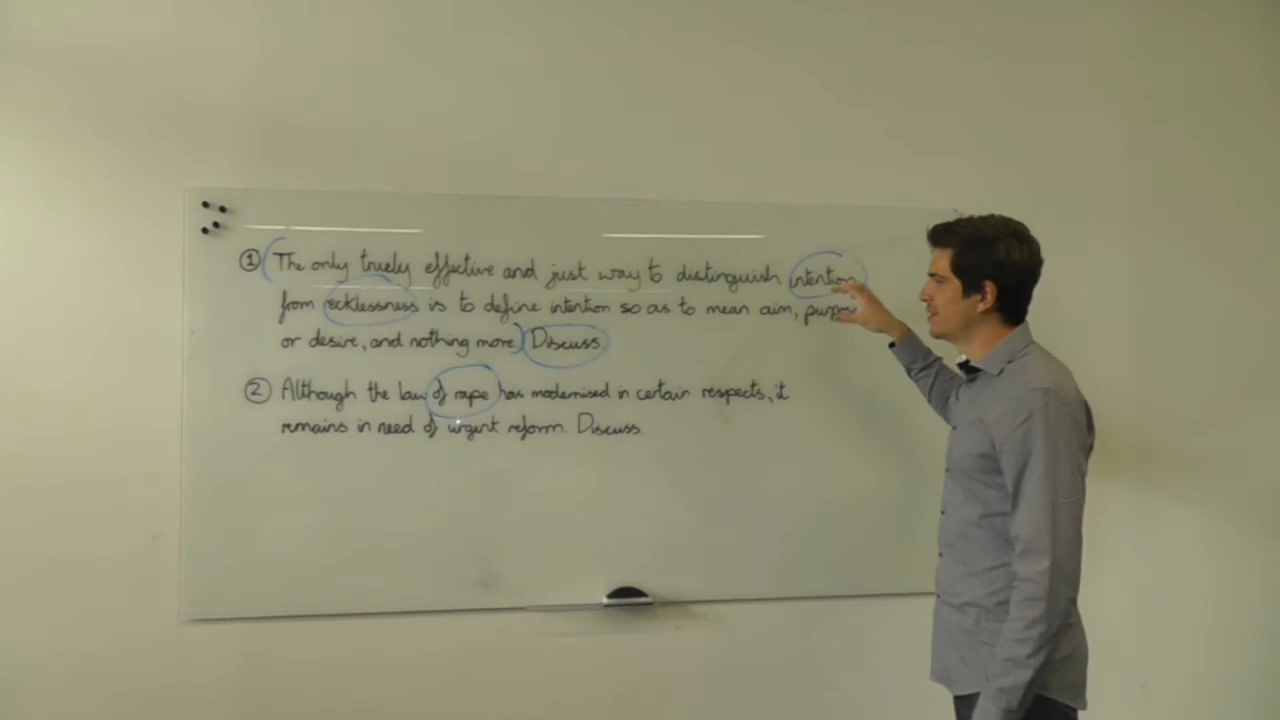 ① The only truely effective and just way to distinguish intention
from recklessness is to define intention so as to mean aim,
or desire, and nothing more) Discuss
② Although the law of rape has modernised in certain respects, it
remains in need of urgent reform. Discuss.